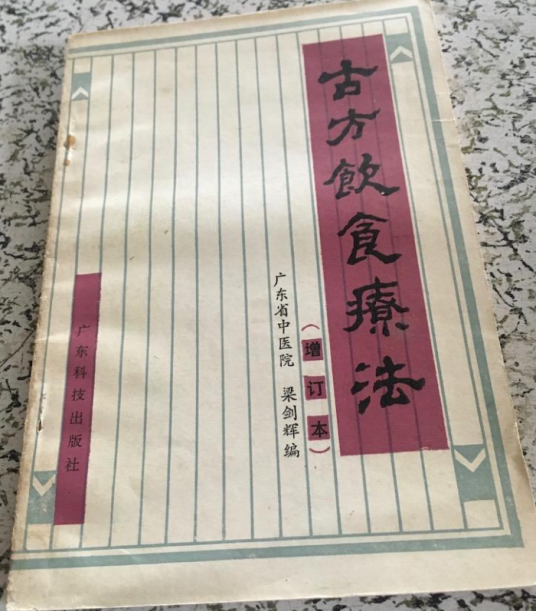 古方飲食療法
（增订本）
广东省中医院 梁剑辉编
广东科技出版社